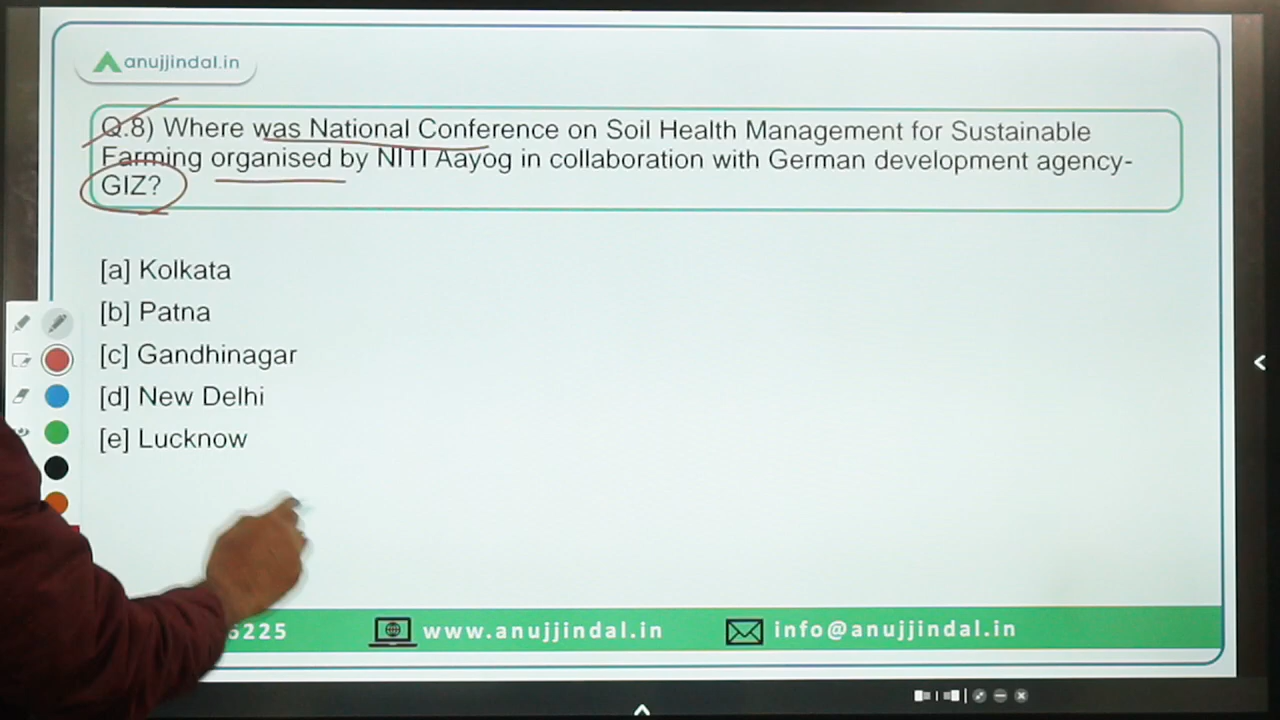 anujjindal.in
Q.8) Where was National Conference on Soil Health Management for Sustainable
Farming organised by NITI Aayog in collaboration with German development agency-
GIZ?
[a] Kolkata
[b] Patna
[c] Gandhinagar
[d] New Delhi
[e] Lucknow
5225 www.anujjindal.in info@anujjindal.in